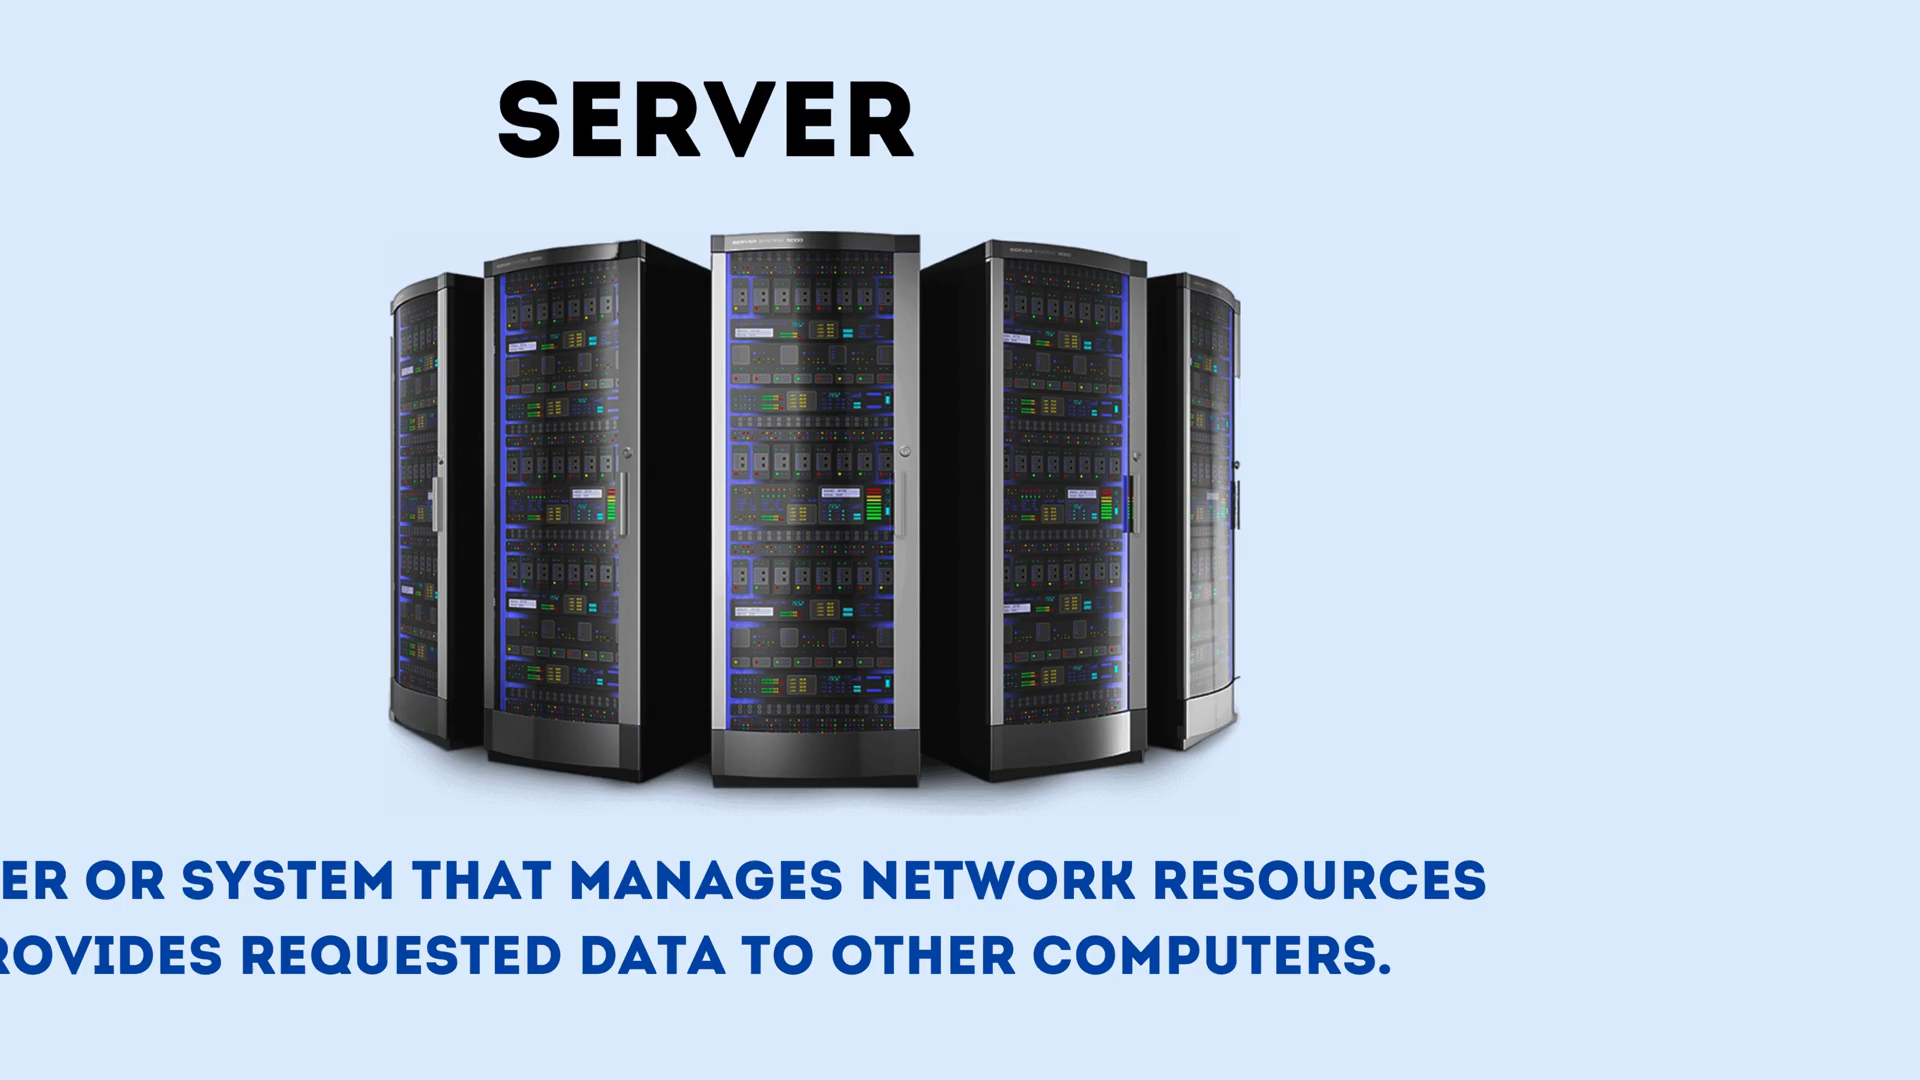 SERVER
ER OR SYSTEM THAT MANAGES NETWORK RESOURCES
ROVIDES REQUESTED DATA TO OTHER COMPUTERS.